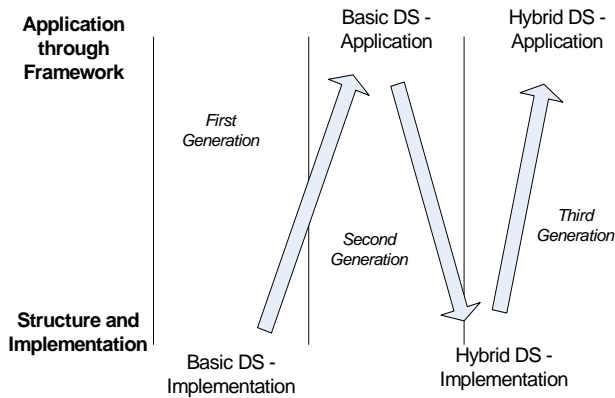 Application
through
Framework
Basic DS -
Application
Hybrid DS -
Application
First
Generation
Second
Generation
Third
Generation
Structure and
Implementation
Basic DS -
Implementation
Hybrid DS -
Implementation